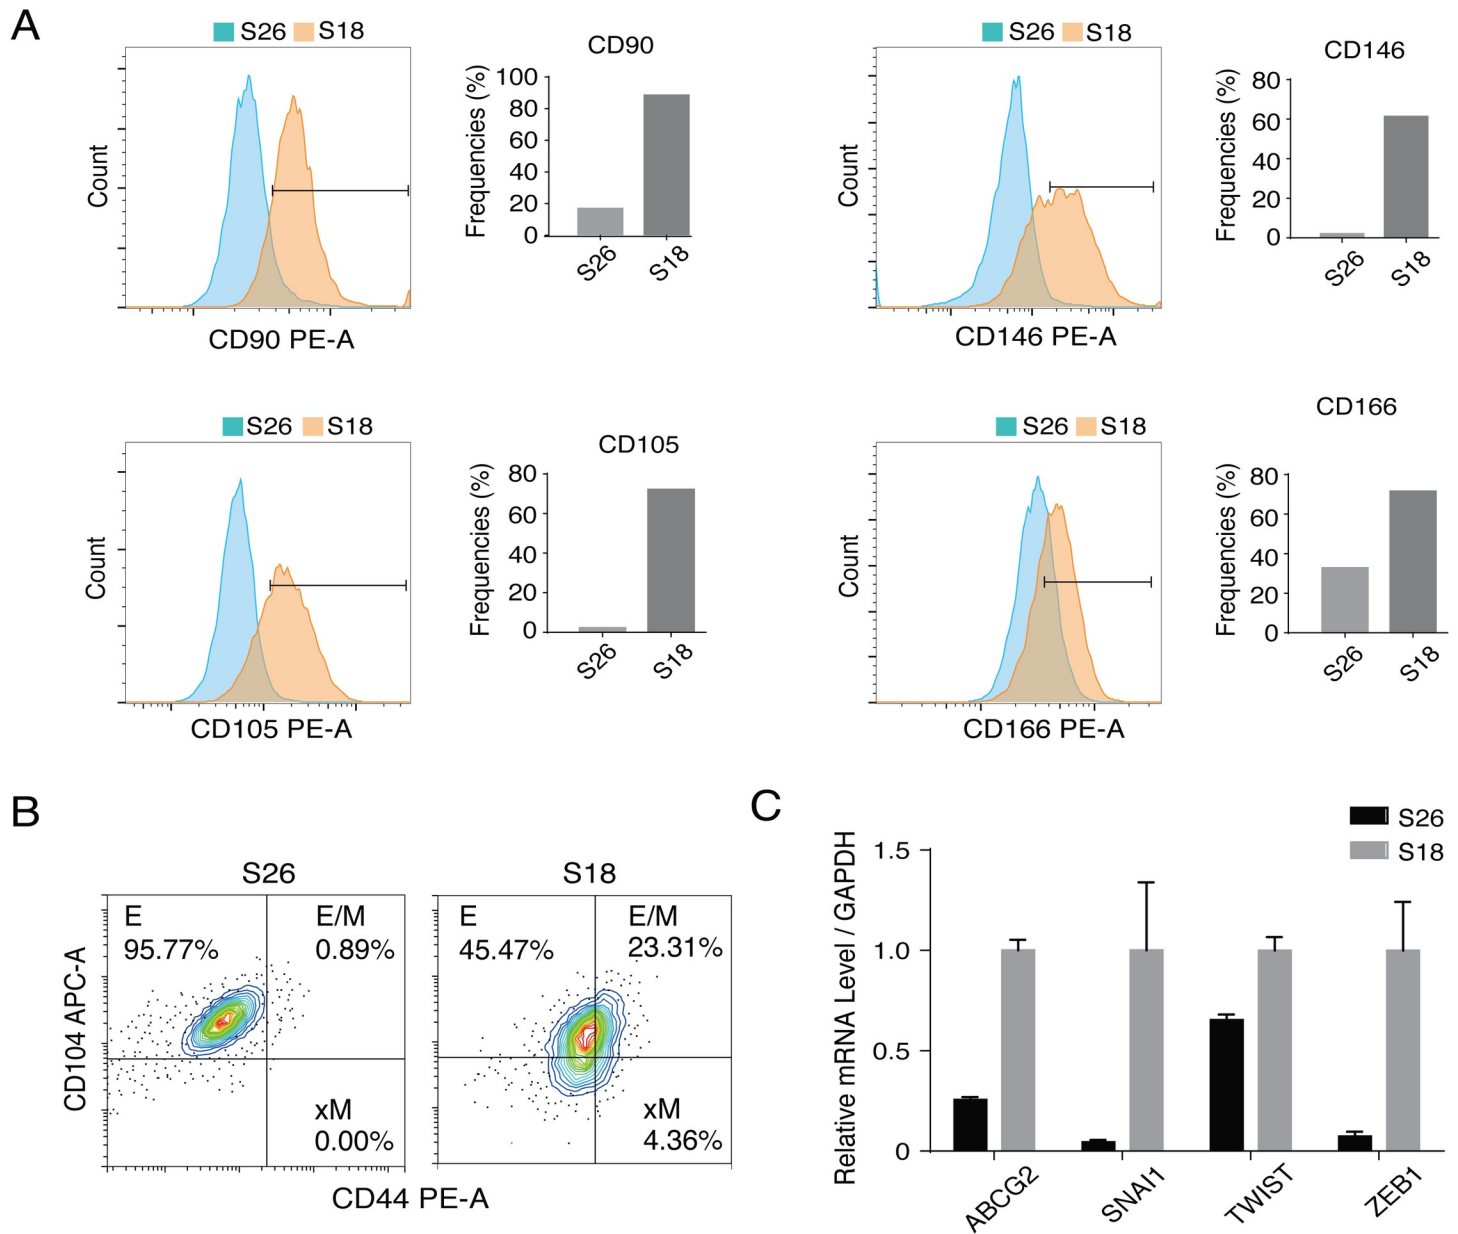 A
S26 S18
Count
CD90 PE-A
CD90
Frequencies (%)
100
80
60
40
20
0
S26
S18
S26 S18
Count
CD146 PE-A
CD146
Frequencies (%)
80
60
40
20
0
S26
S18
S26 S18
Count
CD105 PE-A
CD105
Frequencies (%)
80
60
40
20
0
S26
S18
S26 S18
Count
CD166 PE-A
CD166
Frequencies (%)
80
60
40
20
0
S26
S18
B
S26
CD104 APC-A
E
95.77%
E/M
0.89%
xM
0.00%
S18
E
45.47%
E/M
23.31%
xM
4.36%
CD44 PE-A
C
S26
S18
Relative mRNA Level / GAPDH
1.5
1.0
0.5
0
ABCG2
SNAI1
TWIST
ZEB1